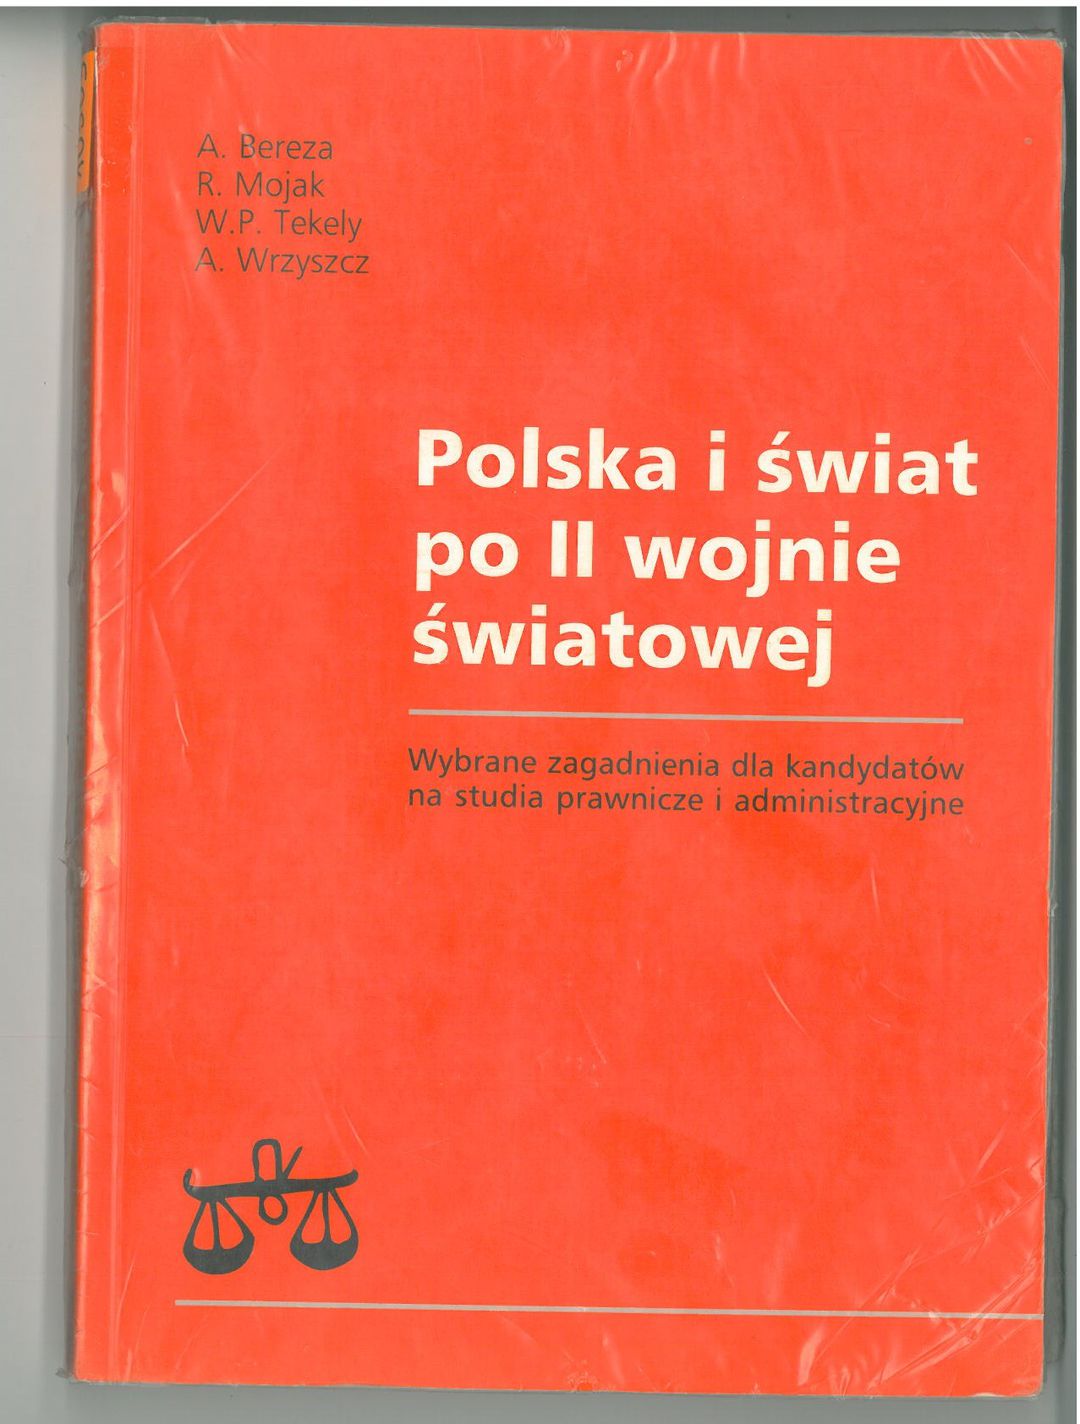 A. Bereza
R. Mojak
W.P. Tekely
A. Wrzyszcz
Polska i świat
po II wojnie
światowej
Wybrane zagadnienia dla kandydatów
na studia prawnicze i administracyjne